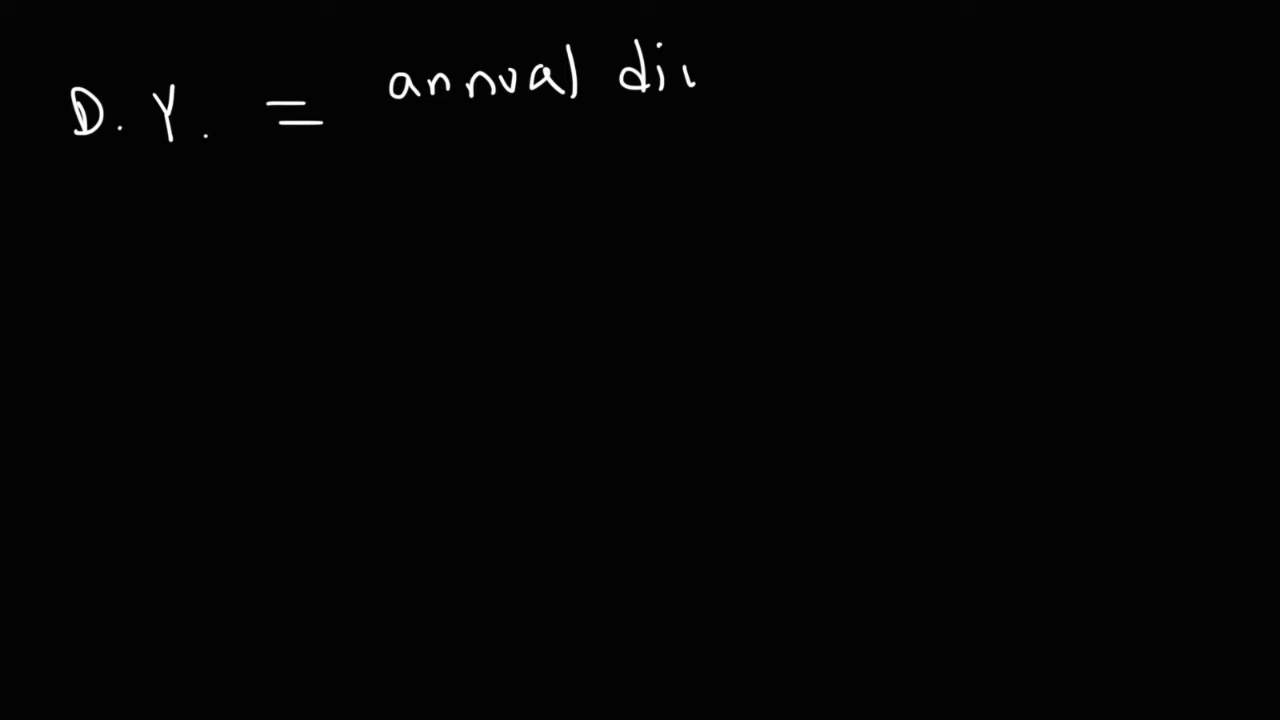 D. Y. = annual di